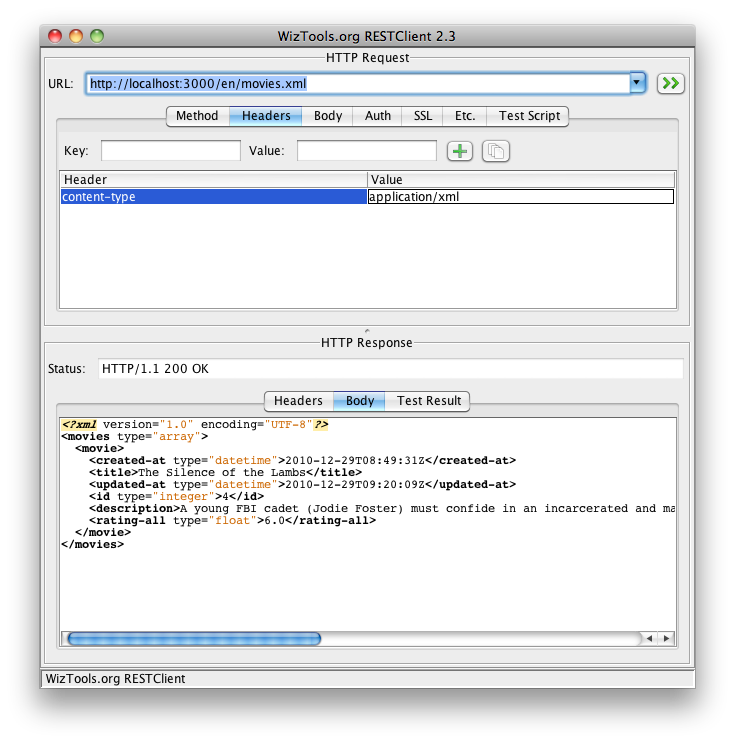 WizTools.org RESTClient 2.3
HTTP Request
URL: http://localhost:3000/en/movies.xml
Method Headers Body Auth SSL Etc. Test Script
Key: Value:
Header Value
content-type application/xml
HTTP Response
Status: HTTP/1.1 200 OK
Headers Body Test Result
<?xml version="1.0" encoding="UTF-8"?>
<movies type="array">
<movie>
<created-at type="datetime">2010-12-29T08:49:31Z</created-at>
<title>The Silence of the Lambs</title>
<updated-at type="datetime">2010-12-29T09:20:09Z</updated-at>
<id type="integer">4</id>
<description>A young FBI cadet (Jodie Foster) must confide in an incarcerated and ma
<rating-all type="float">6.0</rating-all>
</movie>
</movies>
WizTools.org RESTClient